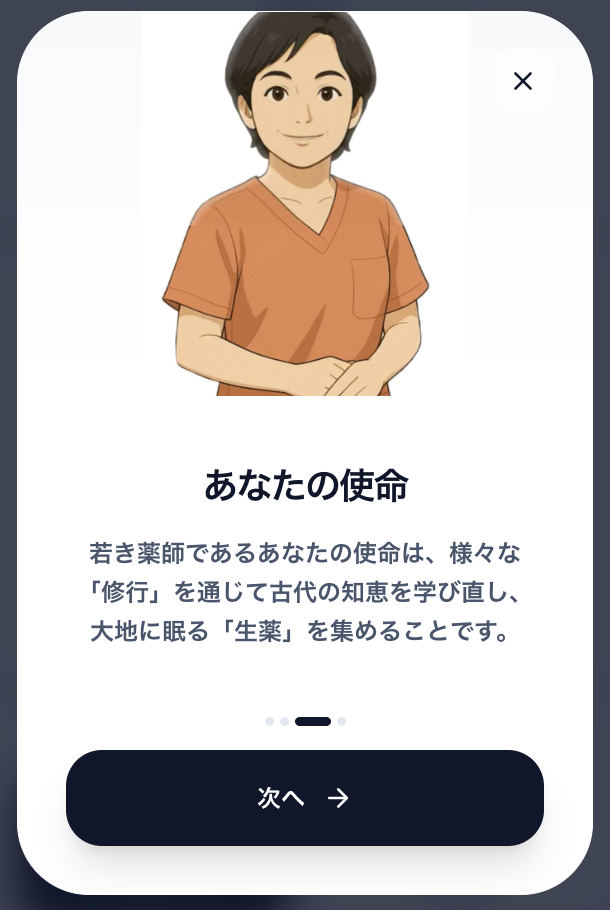 あなたの使命
若き薬師であるあなたの使命は、様々な
「修行」を通じて古代の知恵を学び直し、
大地に眠る「生薬」を集めることです。
次へ →